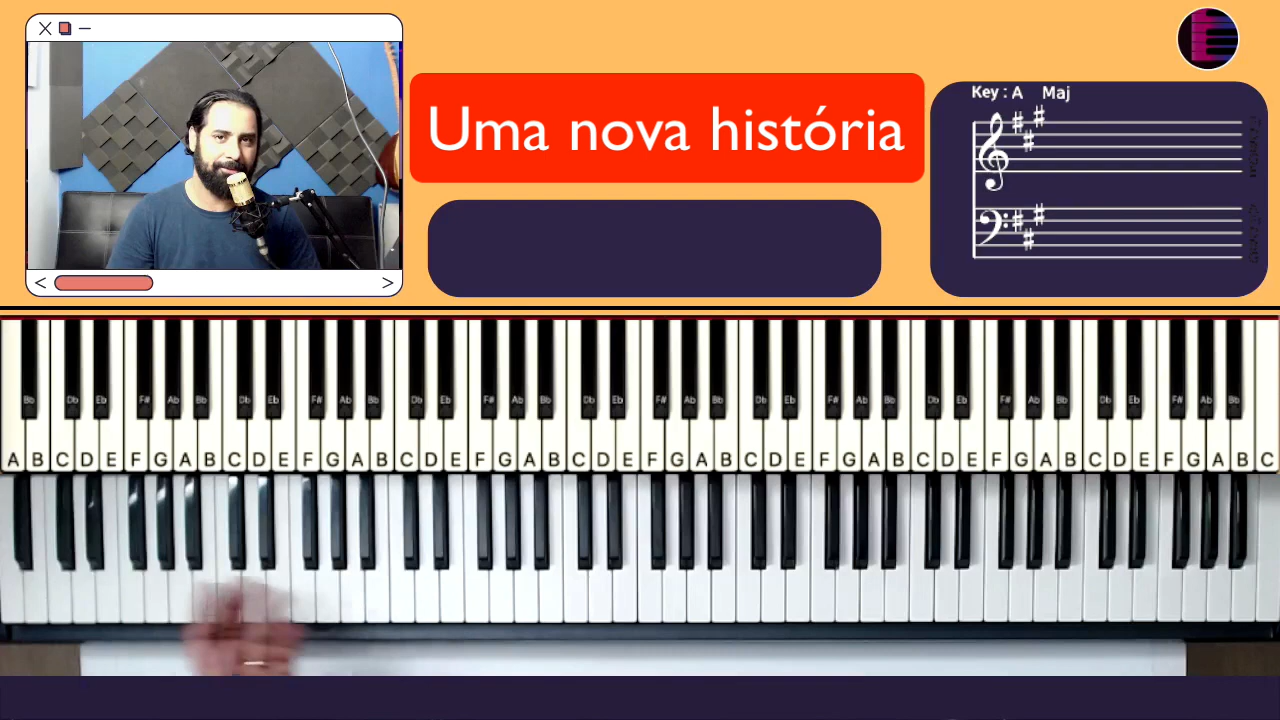 Uma nova história
Key : A Maj
Bb Db Eb F# Ab Bb Db Eb F# Ab Bb Db Eb F# Ab Bb Db Eb F# Ab Bb Db Eb F# Ab Bb Db Eb F# Ab Bb Db Eb F# Ab Bb
A B C D E F G A B C D E F G A B C D E F G A B C D E F G A B C D E F G A B C D E F G A B C D E F G A B C